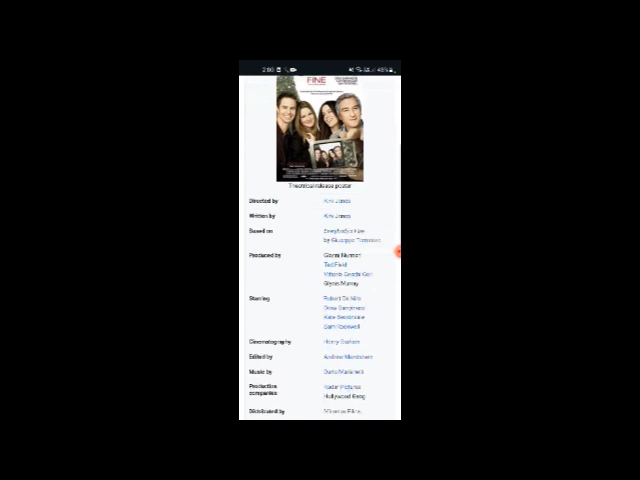 FINE
Theatrical release poster
Directed by Kirk Jones
Written by Kirk Jones
Based on Everybody's Fine
by Giuseppe Tornatore
Produced by Gianni Nunnari
Ted Field
Vittorio Cecchi Gori
Glynis Murray
Starring Robert De Niro
Drew Barrymore
Kate Beckinsale
Sam Rockwell
Cinematography Henry Braham
Edited by Andrew Mondshein
Music by Dario Marianelli
Production Radar Pictures
companies Hollywood Gang
Distributed by Miramax Films